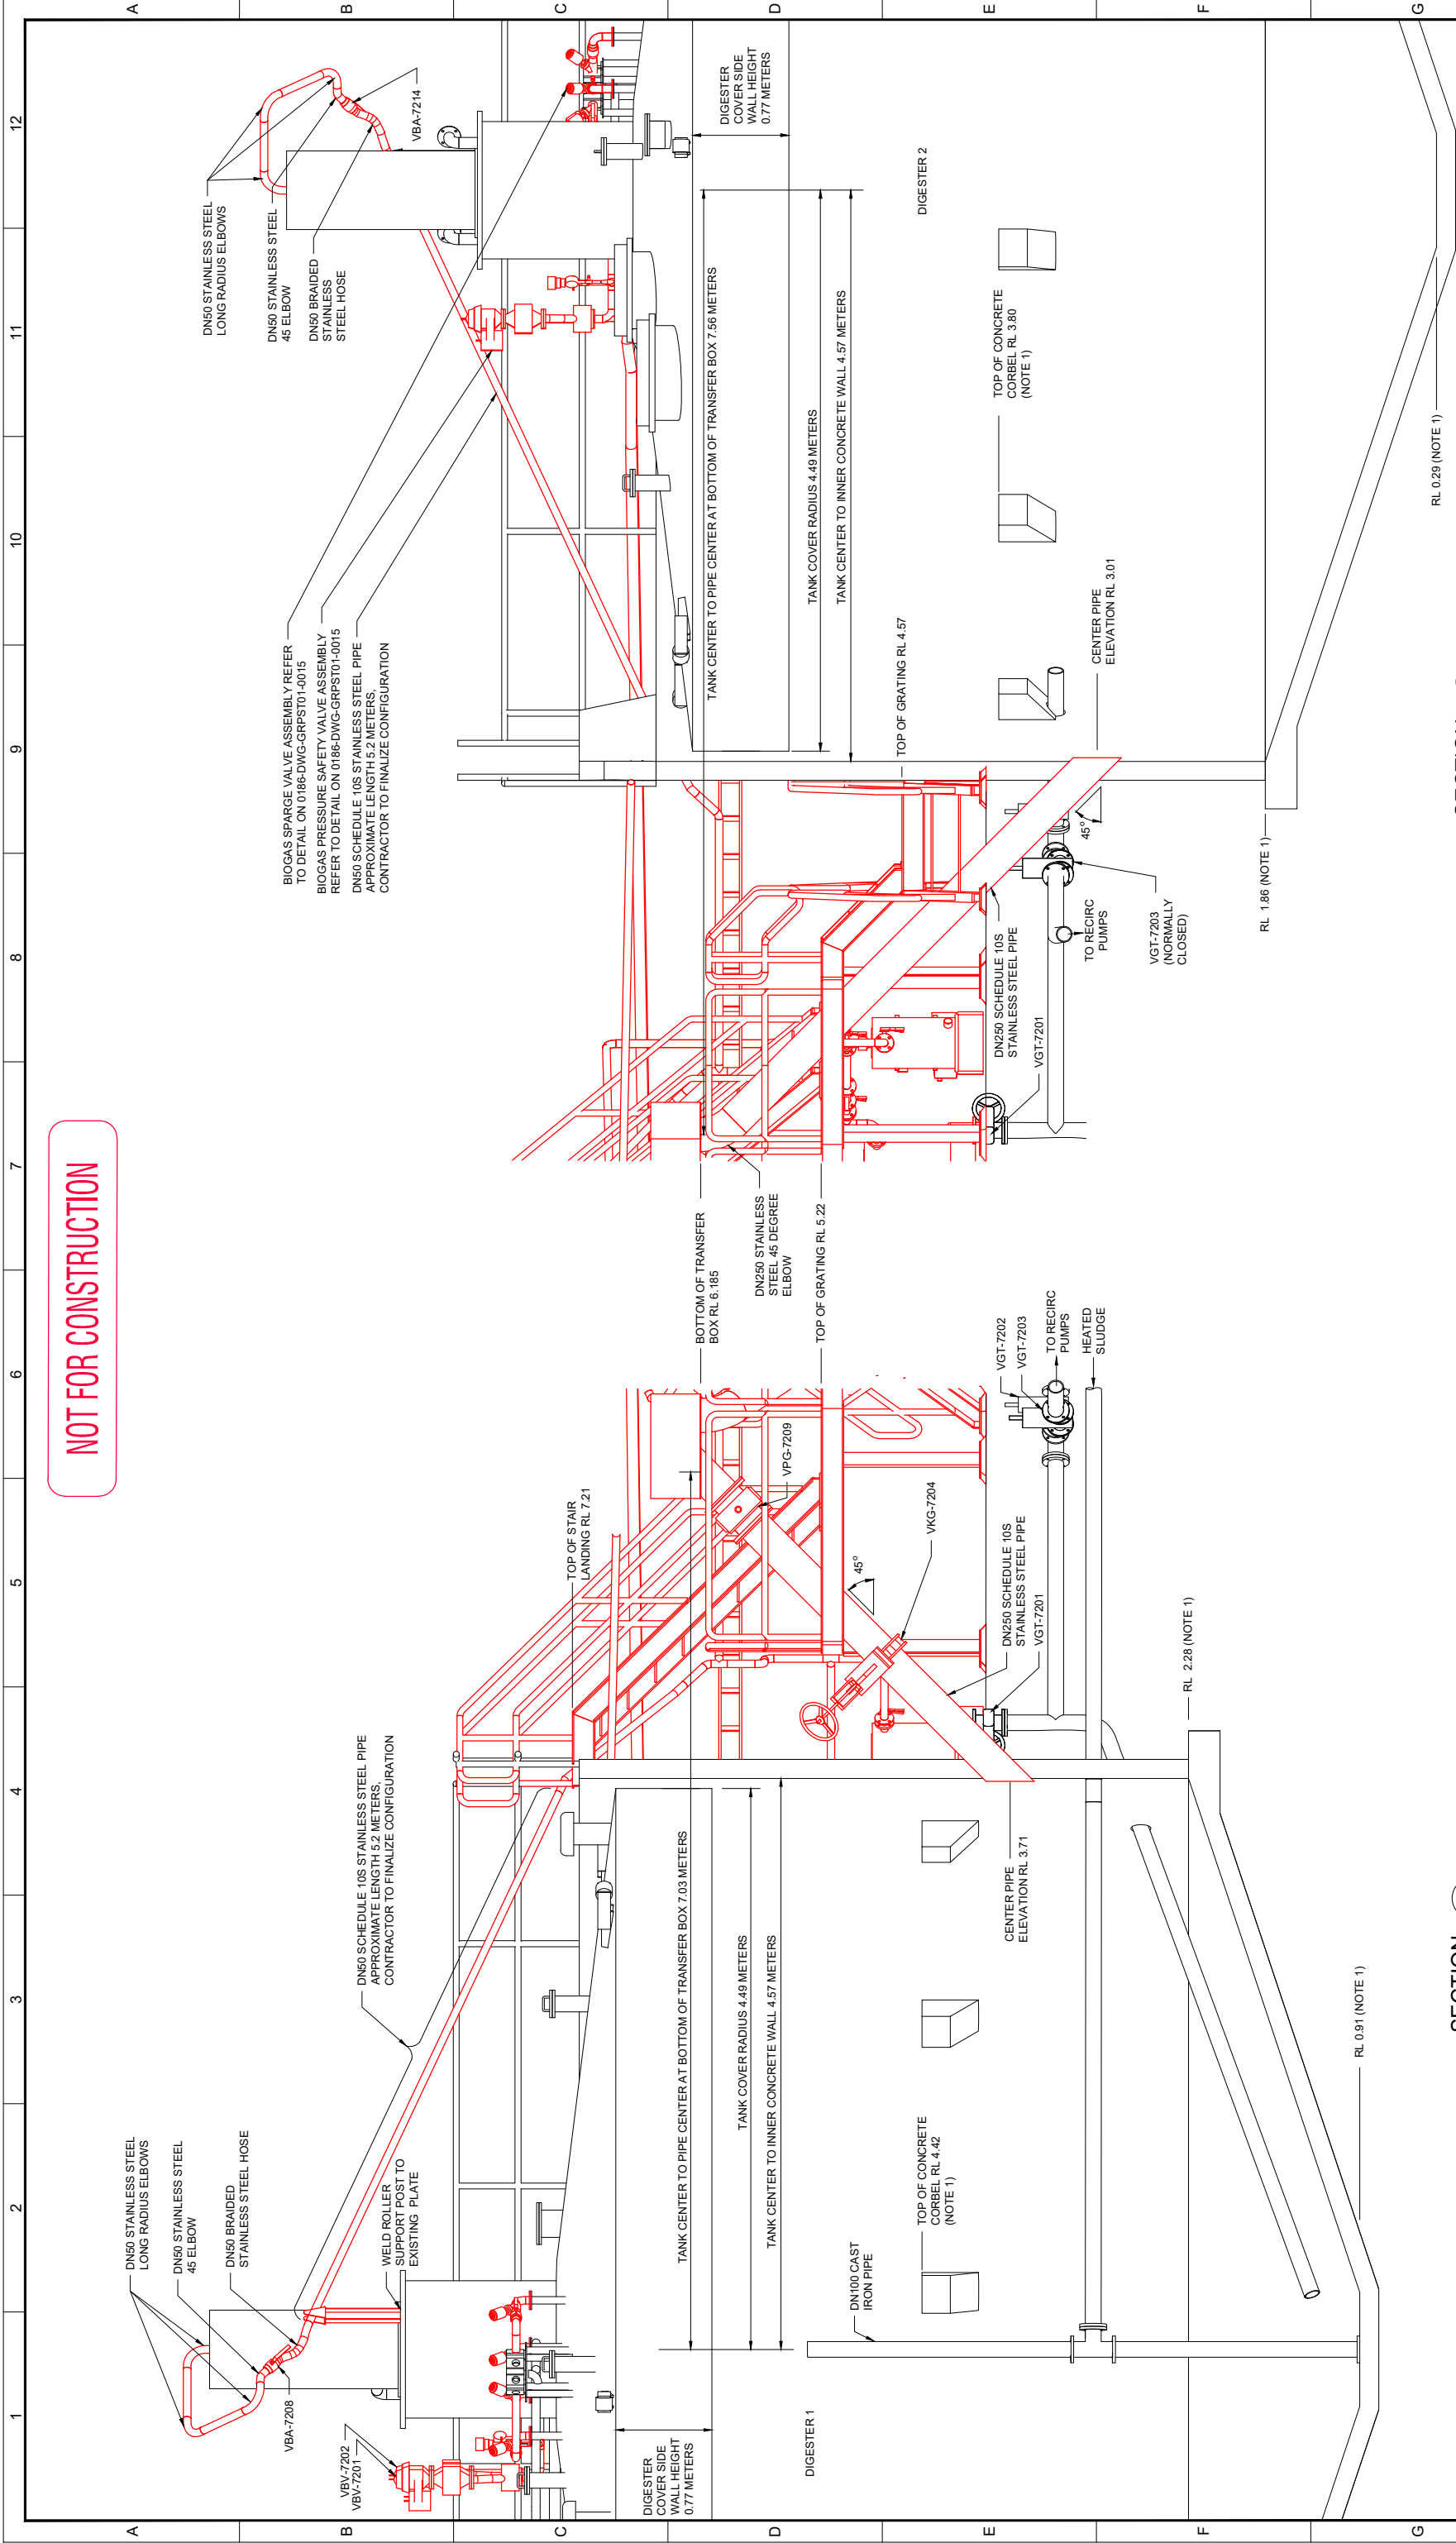 NOT FOR CONSTRUCTION
1
2
3
4
5
6
7
8
9
10
11
12
A
B
C
D
E
F
G
A
B
C
D
E
F
G
DN50 STAINLESS STEEL
LONG RADIUS ELBOWS
DN50 STAINLESS STEEL
45 ELBOW
DN50 BRAIDED
STAINLESS STEEL HOSE
VBA-7208
VBV-7202
VBV-7201
WELD ROLLER
SUPPORT POST TO
EXISTING PLATE
DN50 SCHEDULE 10S STAINLESS STEEL PIPE
APPROXIMATE LENGTH 5.2 METERS,
CONTRACTOR TO FINALIZE CONFIGURATION
TOP OF STAIR
LANDING RL 7.21
DIGESTER
COVER SIDE
WALL HEIGHT
0.77 METERS
TANK CENTER TO PIPE CENTER AT BOTTOM OF TRANSFER BOX 7.03 METERS
TANK COVER RADIUS 4.49 METERS
TANK CENTER TO INNER CONCRETE WALL 4.57 METERS
DIGESTER 1
DN100 CAST
IRON PIPE
TOP OF CONCRETE
CORBEL RL 4.42
(NOTE 1)
CENTER PIPE
ELEVATION RL 3.71
VPG-7209
45°
VKG-7204
DN250 SCHEDULE 10S
STAINLESS STEEL PIPE
VGT-7201
VGT-7202
VGT-7203
TO RECIRC
PUMPS
HEATED
SLUDGE
RL 2.28 (NOTE 1)
RL 0.91 (NOTE 1)
SECTION
BOTTOM OF TRANSFER
BOX RL 6.185
DN250 STAINLESS
STEEL 45 DEGREE
ELBOW
TOP OF GRATING RL 5.22
DN50 STAINLESS STEEL
LONG RADIUS ELBOWS
DN50 STAINLESS STEEL
45 ELBOW
DN50 BRAIDED
STAINLESS
STEEL HOSE
VBA-7214
BIOGAS SPARGE VALVE ASSEMBLY REFER
TO DETAIL ON 0186-DWG-GRPST01-0015
BIOGAS PRESSURE SAFETY VALVE ASSEMBLY
REFER TO DETAIL ON 0186-DWG-GRPST01-0015
DN50 SCHEDULE 10S STAINLESS STEEL PIPE
APPROXIMATE LENGTH 5.2 METERS,
CONTRACTOR TO FINALIZE CONFIGURATION
DIGESTER
COVER SIDE
WALL HEIGHT
0.77 METERS
TANK CENTER TO PIPE CENTER AT BOTTOM OF TRANSFER BOX 7.56 METERS
TANK COVER RADIUS 4.49 METERS
TANK CENTER TO INNER CONCRETE WALL 4.57 METERS
DIGESTER 2
TOP OF GRATING RL 4.57
TOP OF CONCRETE
CORBEL RL 3.80
(NOTE 1)
CENTER PIPE
ELEVATION RL 3.01
45°
DN250 SCHEDULE 10S
STAINLESS STEEL PIPE
VGT-7201
TO RECIRC
PUMPS
VGT-7203
(NORMALLY
CLOSED)
RL 1.86 (NOTE 1)
RL 0.29 (NOTE 1)